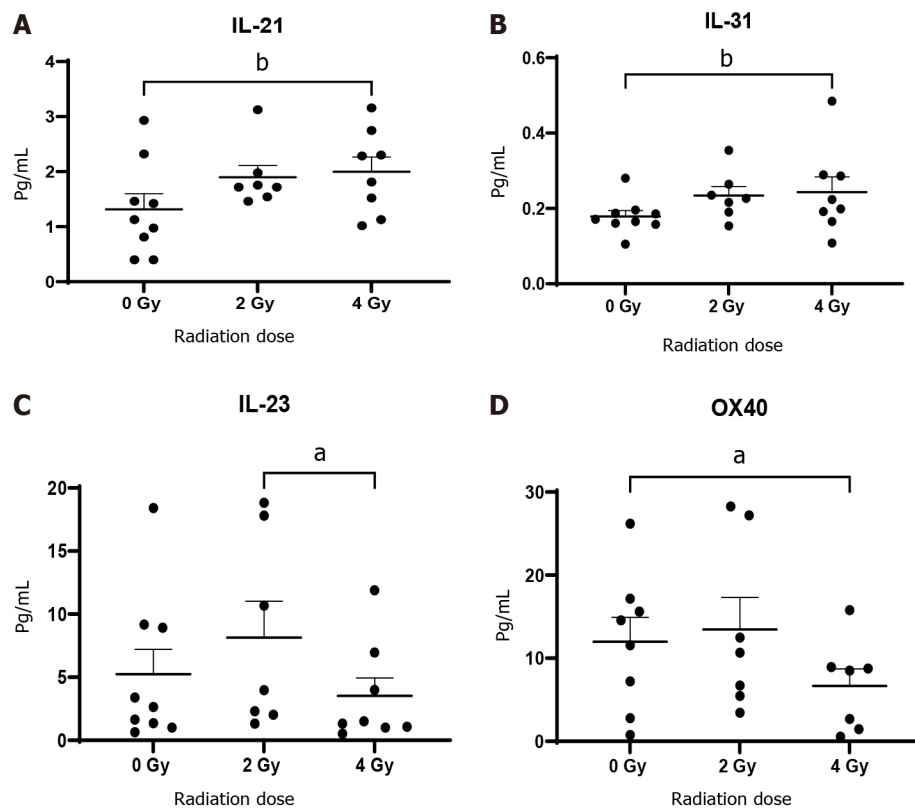 A
IL-21
b
4
3
2
1
0
Pg/mL
0 Gy
2 Gy
4 Gy
Radiation dose
B
IL-31
b
0.6
0.4
0.2
0.0
Pg/mL
0 Gy
2 Gy
4 Gy
Radiation dose
C
IL-23
a
20
15
10
5
0
Pg/mL
0 Gy
2 Gy
4 Gy
Radiation dose
D
OX40
a
30
20
10
0
Pg/mL
0 Gy
2 Gy
4 Gy
Radiation dose